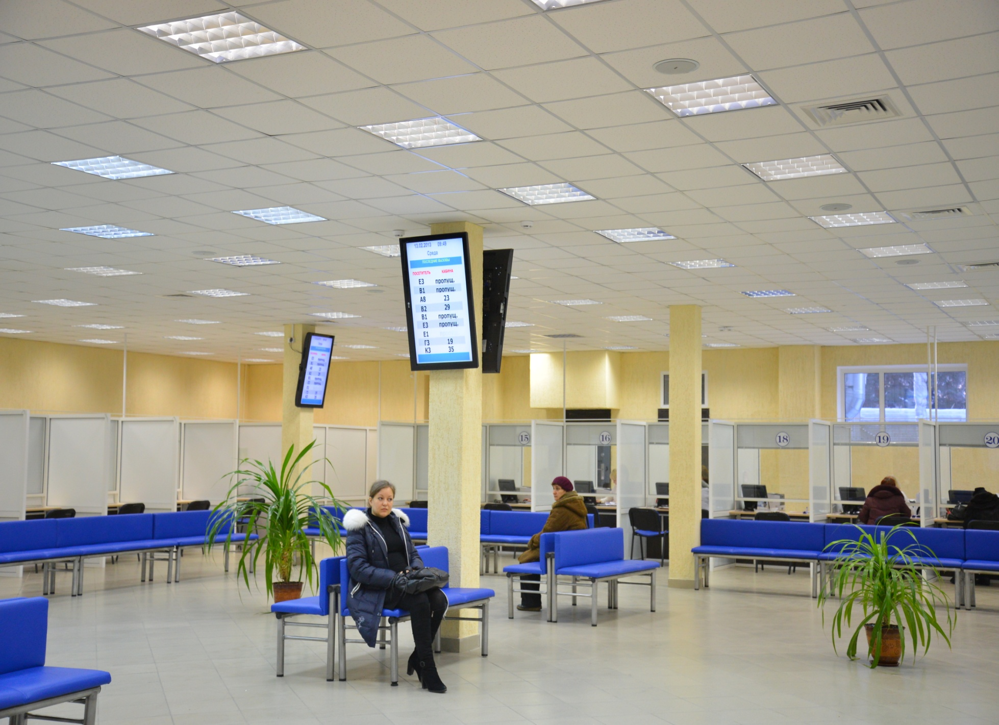 13.02.2013 09:49
Среда
ПОСЛЕДНИЕ ВЫЗОВЫ
ПОСЕТИТЕЛЬ КАБИНА
Е3 пропущ.
В1 пропущ.
А8 23
В2 29
В1 пропущ.
Е3 пропущ.
Е1
Г3 19
К3 35
15
16
18
19
20